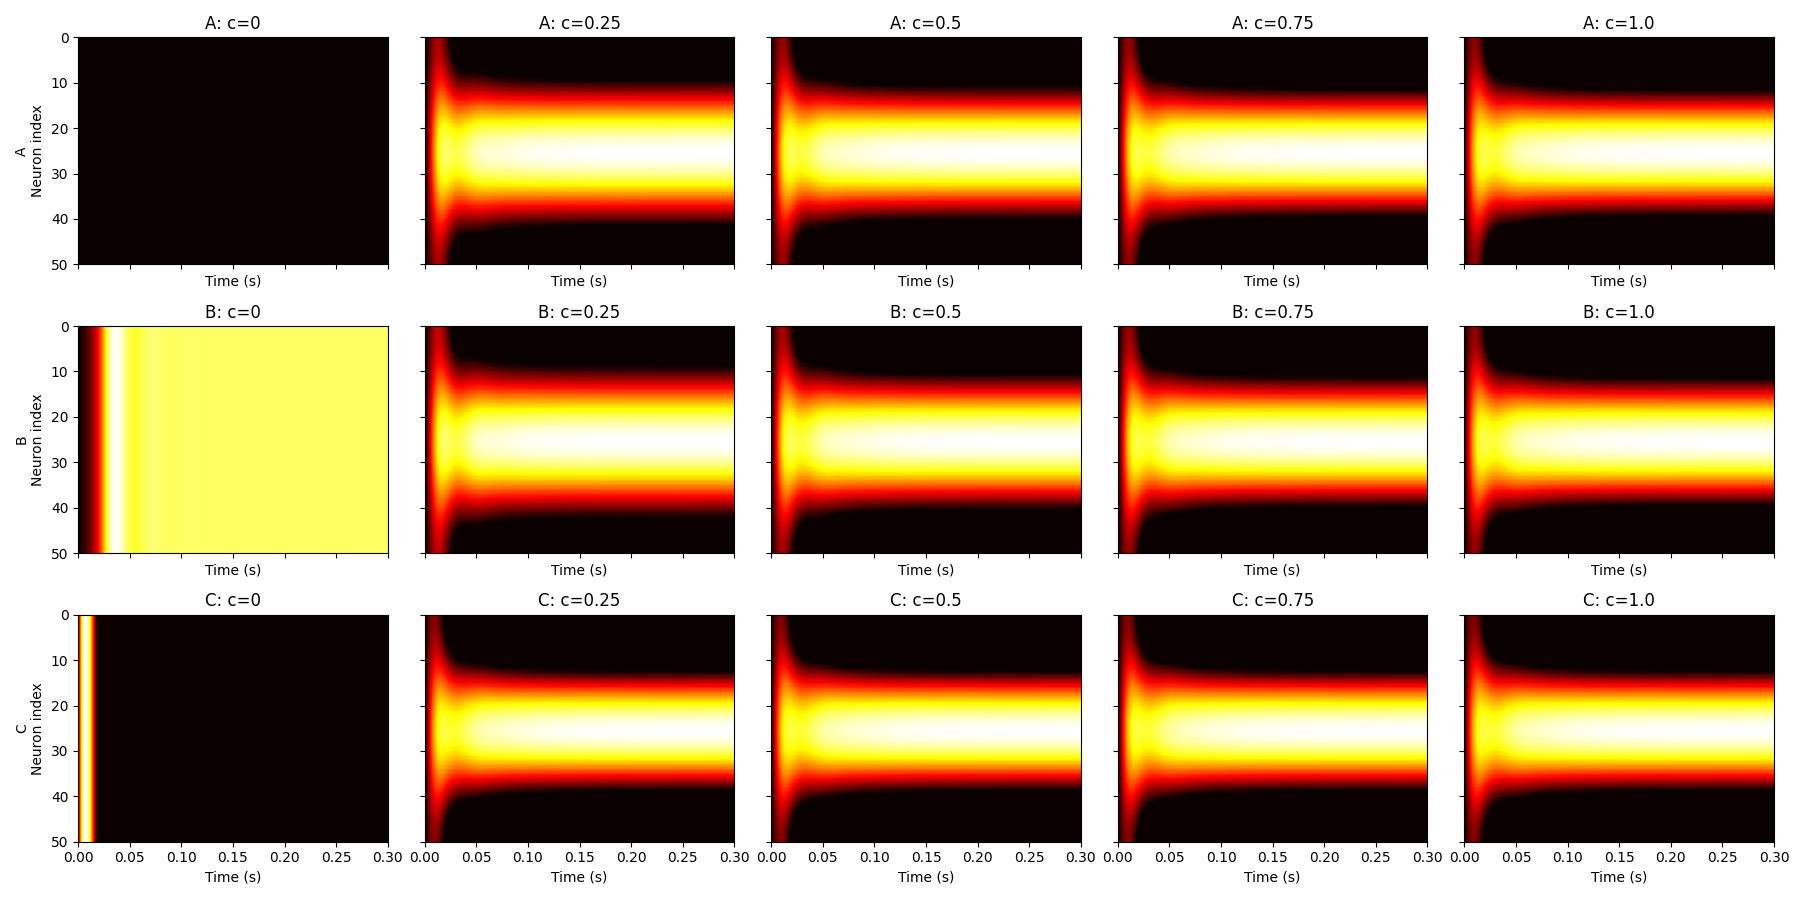 A: c=0 A: c=0.25 A: c=0.5 A: c=0.75 A: c=1.0
A
Neuron index
0
10
20
30
40
50
Time (s) Time (s) Time (s) Time (s) Time (s)
B: c=0 B: c=0.25 B: c=0.5 B: c=0.75 B: c=1.0
B
Neuron index
0
10
20
30
40
50
Time (s) Time (s) Time (s) Time (s) Time (s)
C: c=0 C: c=0.25 C: c=0.5 C: c=0.75 C: c=1.0
C
Neuron index
0
10
20
30
40
50
0.00 0.05 0.10 0.15 0.20 0.25 0.30 0.00 0.05 0.10 0.15 0.20 0.25 0.30 0.00 0.05 0.10 0.15 0.20 0.25 0.30 0.00 0.05 0.10 0.15 0.20 0.25 0.30 0.00 0.05 0.10 0.15 0.20 0.25 0.30
Time (s) Time (s) Time (s) Time (s) Time (s)